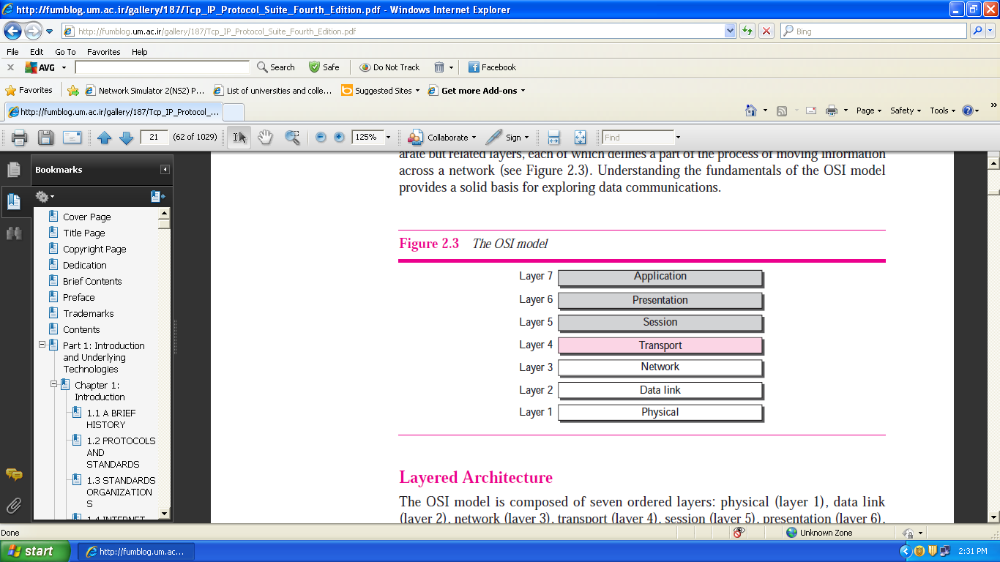 http://fumblog.um.ac.ir/gallery/187/Tcp_IP_Protocol_Suite_Fourth_Edition.pdf - Windows Internet Explorer
http://fumblog.um.ac.ir/gallery/187/Tcp_IP_Protocol_Suite_Fourth_Edition.pdf
Bing
File Edit Go To Favorites Help
x AVG Search Safe Do Not Track Facebook
Favorites Network Simulator 2(NS2) P... List of universities and colle... Suggested Sites Get more Add-ons
http://fumblog.um.ac.ir/gallery/187/Tcp_IP_Protocol_... Page Safety Tools
21 (62 of 1029) 125% Collaborate Sign Find
Bookmarks
Cover Page
Title Page
Copyright Page
Dedication
Brief Contents
Preface
Trademarks
Contents
Part 1: Introduction
and Underlying
Technologies
Chapter 1:
Introduction
1.1 A BRIEF
HISTORY
1.2 PROTOCOLS
AND
STANDARDS
1.3 STANDARDS
ORGANIZATION
S
1.4 INTERNET
arate but related layers, each of which defines a part of the process of moving information
across a network (see Figure 2.3). Understanding the fundamentals of the OSI model
provides a solid basis for exploring data communications.
Figure 2.3 The OSI model
Layer 7 Application
Layer 6 Presentation
Layer 5 Session
Layer 4 Transport
Layer 3 Network
Layer 2 Data link
Layer 1 Physical
Layered Architecture
The OSI model is composed of seven ordered layers: physical (layer 1), data link
(layer 2), network (layer 3), transport (layer 4), session (layer 5), presentation (layer 6),
Done Unknown Zone
start http://fumblog.um.ac... 2:31 PM